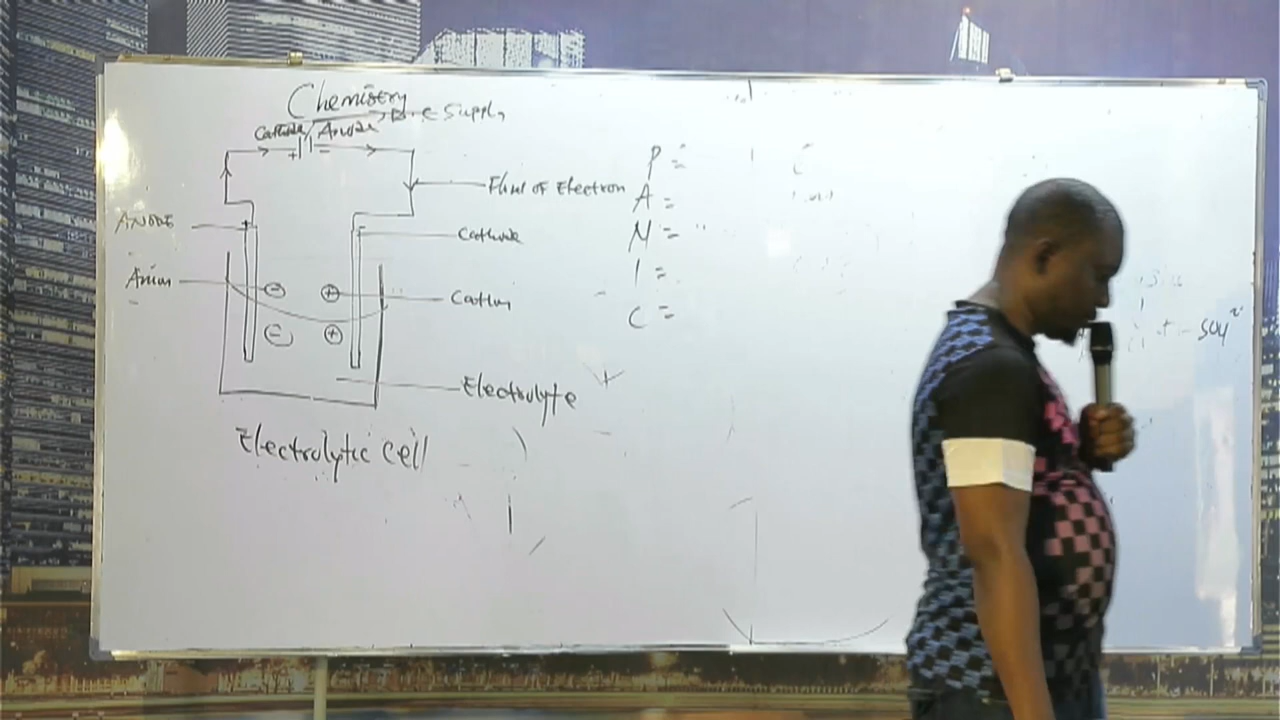 Chemistry
D.C Supply
Cathode / Anode
+ -
Flow of Electron
ANODE
Cathode
Anion
- +
Cation
- +
Electrolyte
Electrolytic cell
P =
A =
M =
I =
C =
+
- SO4